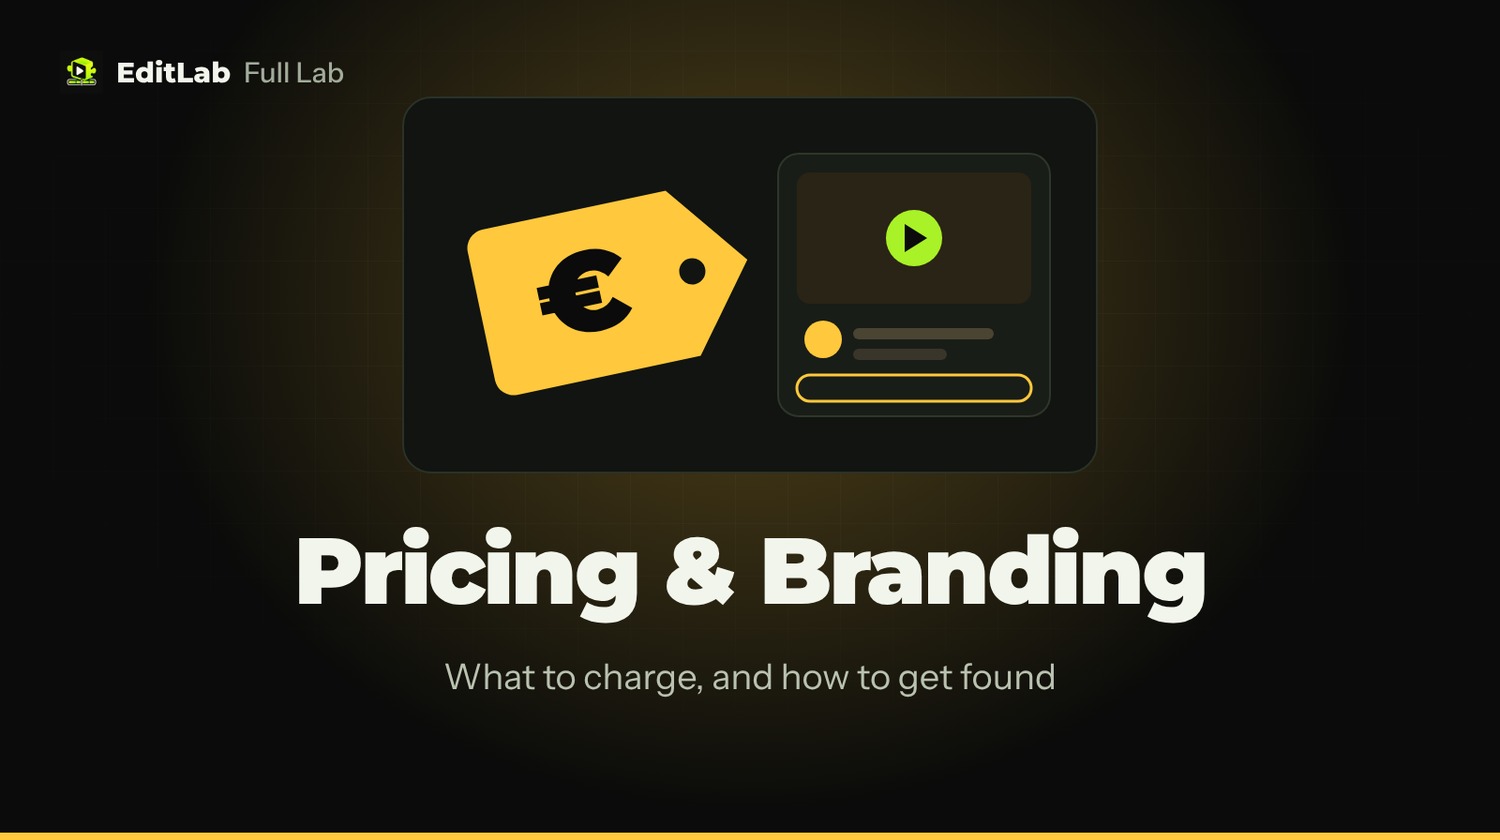 EditLab Full Lab
€
Pricing & Branding
What to charge, and how to get found